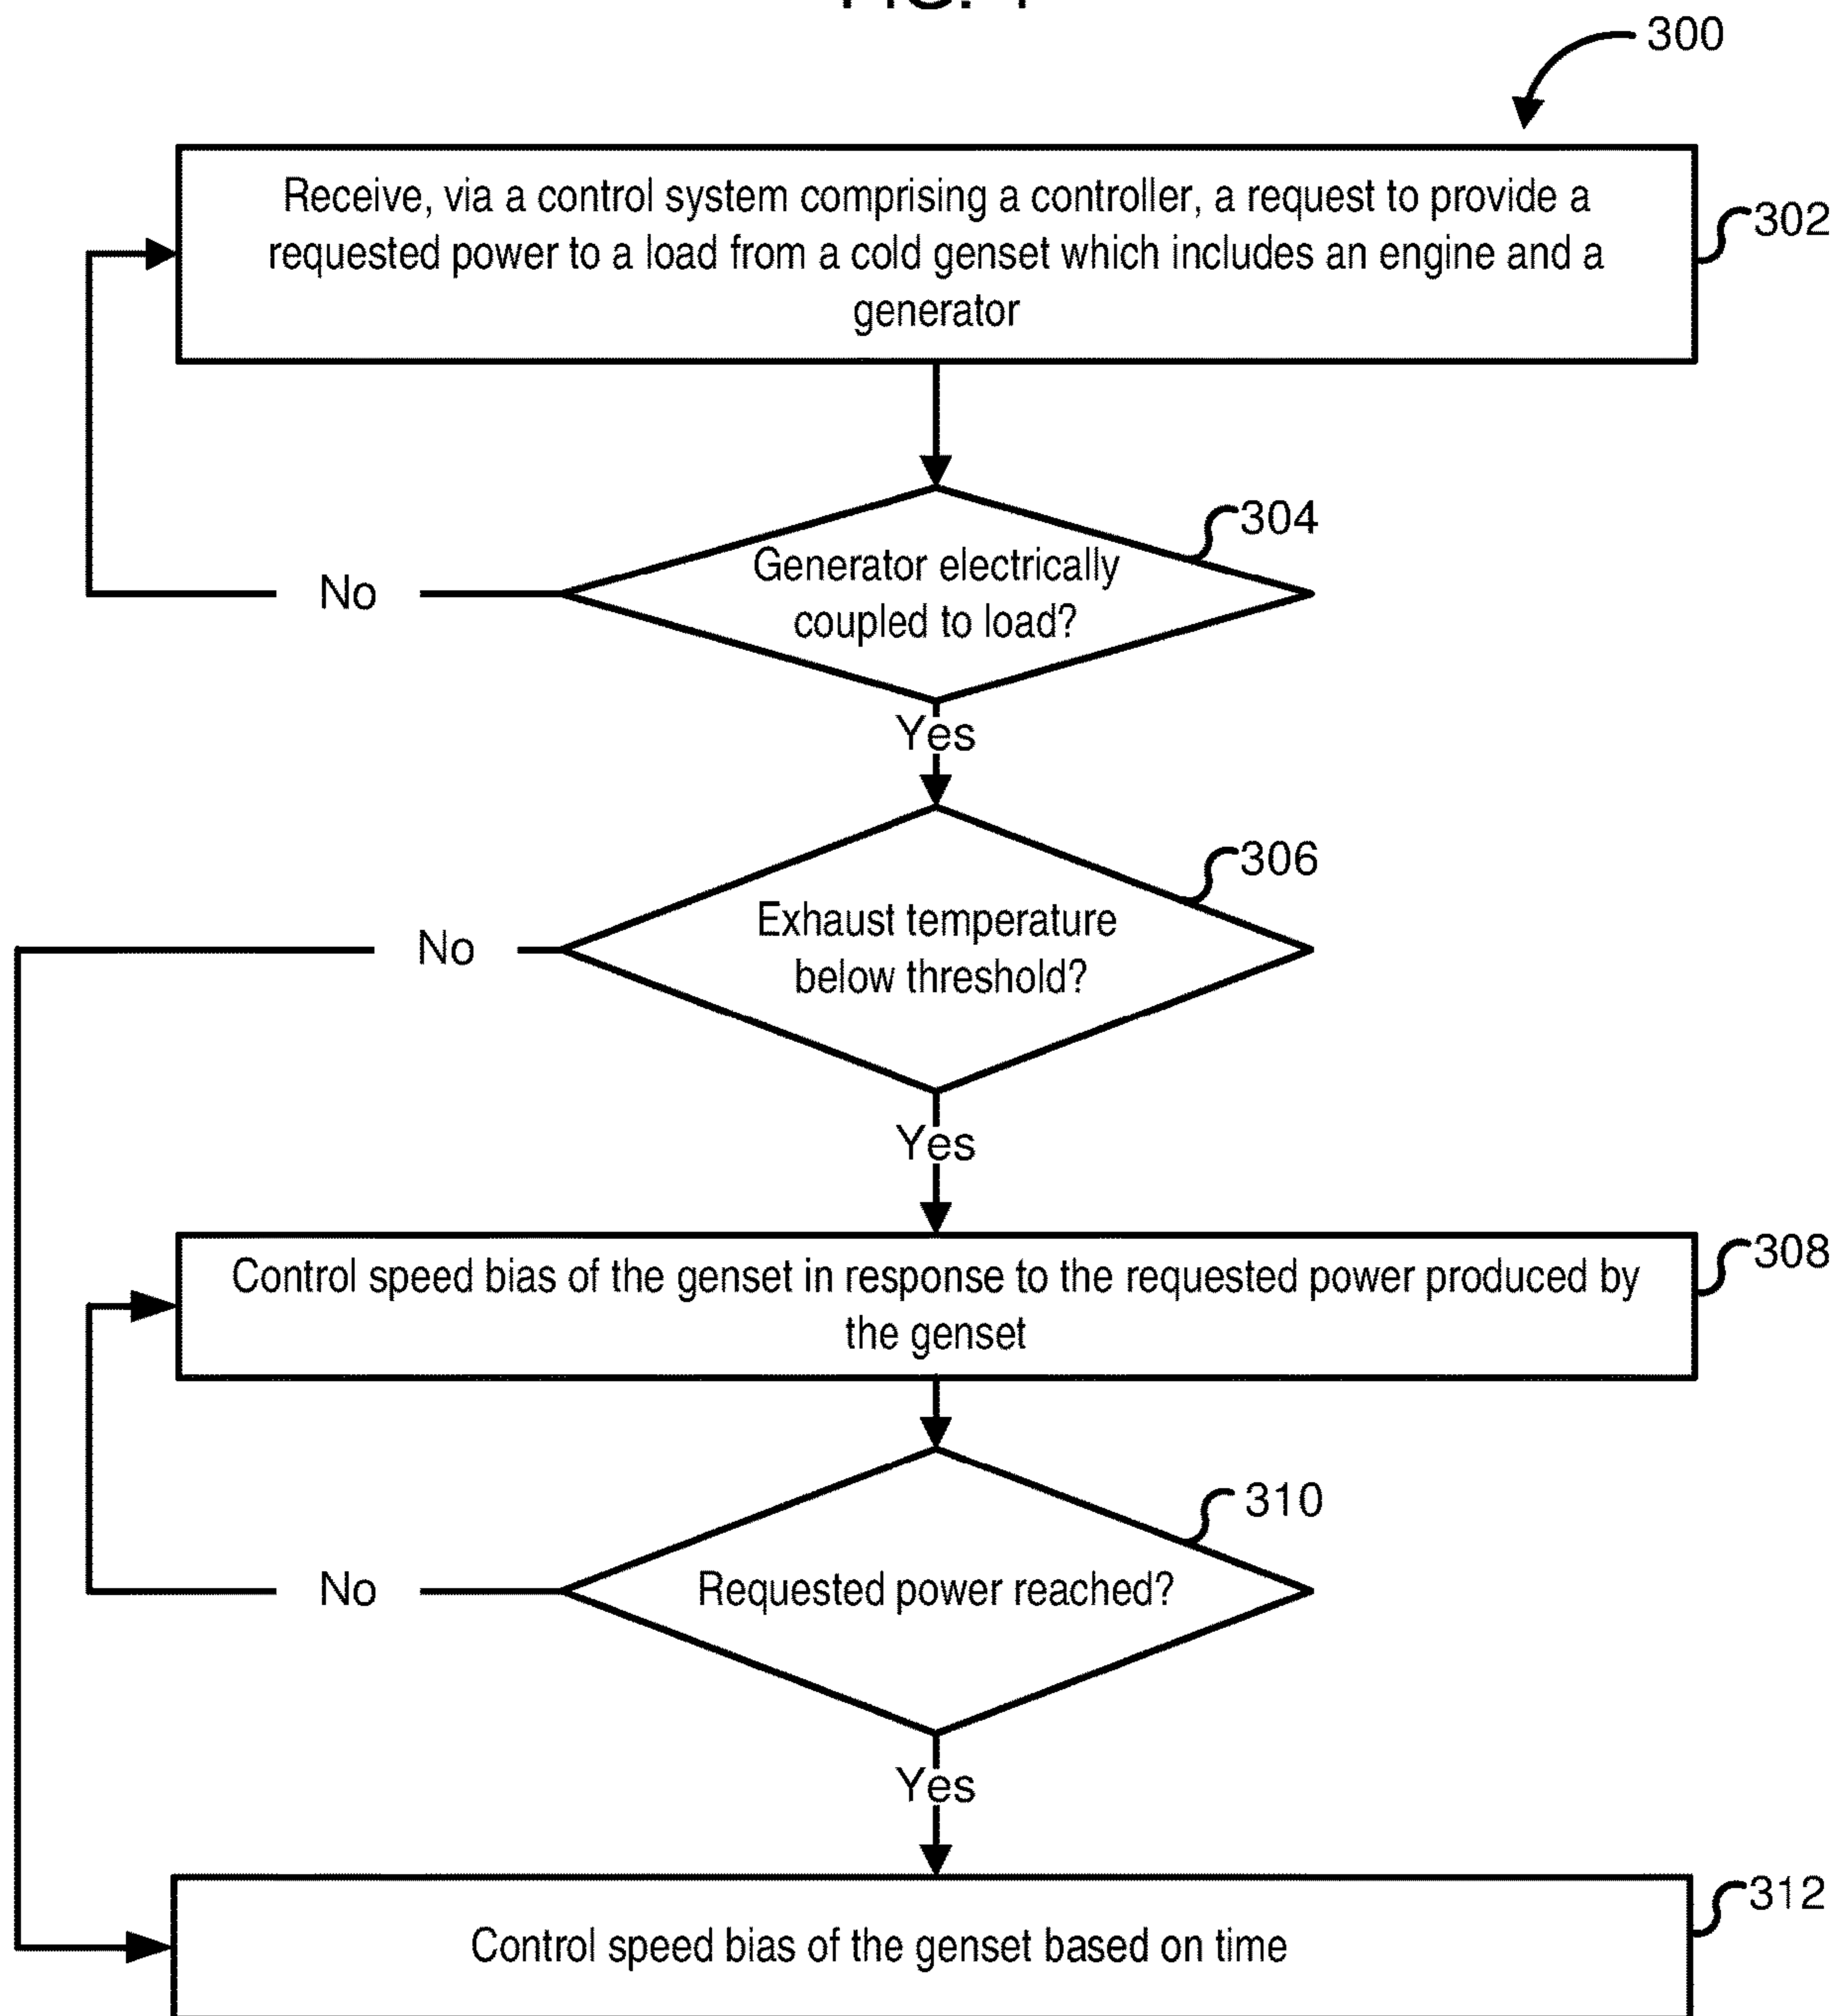 300
Receive, via a control system comprising a controller, a request to provide a
requested power to a load from a cold genset which includes an engine and a
generator
302
304
Generator electrically
coupled to load?
No
Yes
306
Exhaust temperature
below threshold?
No
Yes
308
Control speed bias of the genset in response to the requested power produced by
the genset
310
Requested power reached?
No
Yes
312
Control speed bias of the genset based on time